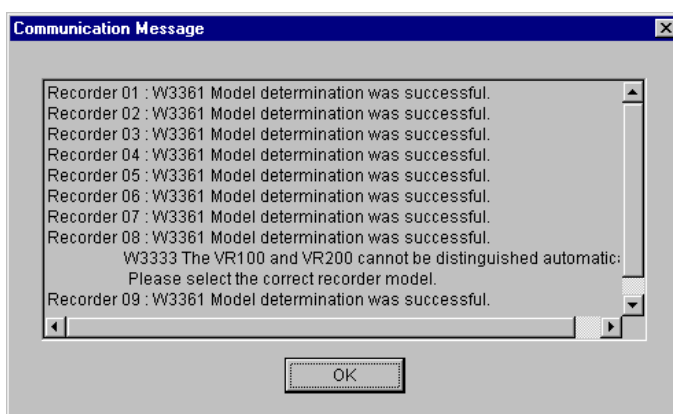 Communication Message
Recorder 01 : W3361 Model determination was successful.
Recorder 02 : W3361 Model determination was successful.
Recorder 03 : W3361 Model determination was successful.
Recorder 04 : W3361 Model determination was successful.
Recorder 05 : W3361 Model determination was successful.
Recorder 06 : W3361 Model determination was successful.
Recorder 07 : W3361 Model determination was successful.
Recorder 08 : W3361 Model determination was successful.
W3333 The VR100 and VR200 cannot be distinguished
Please select the correct recorder model.
Recorder 09 : W3361 Model determination was successful.
OK